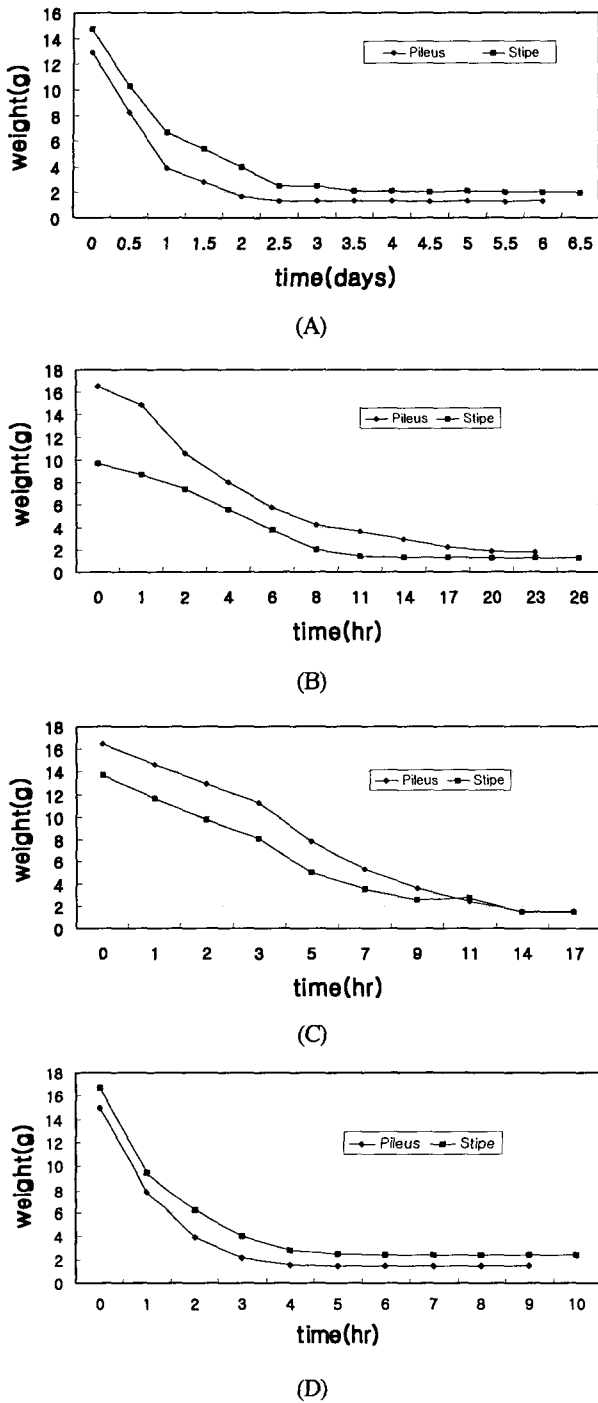 16
14
12
10
8
6
4
2
0
weight(g)
Pileus Stipe
0 0.5 1 1.5 2 2.5 3 3.5 4 4.5 5 5.5 6 6.5
time(days)
(A)
18
16
14
12
10
8
6
4
2
0
weight(g)
Pileus Stipe
0 1 2 4 6 8 11 14 17 20 23 26
time(hr)
(B)
18
16
14
12
10
8
6
4
2
0
weight(g)
Pileus Stipe
0 1 2 3 5 7 9 11 14 17
time(hr)
(C)
18
16
14
12
10
8
6
4
2
0
weight(g)
Pileus Stipe
0 1 2 3 4 5 6 7 8 9 10
time(hr)
(D)